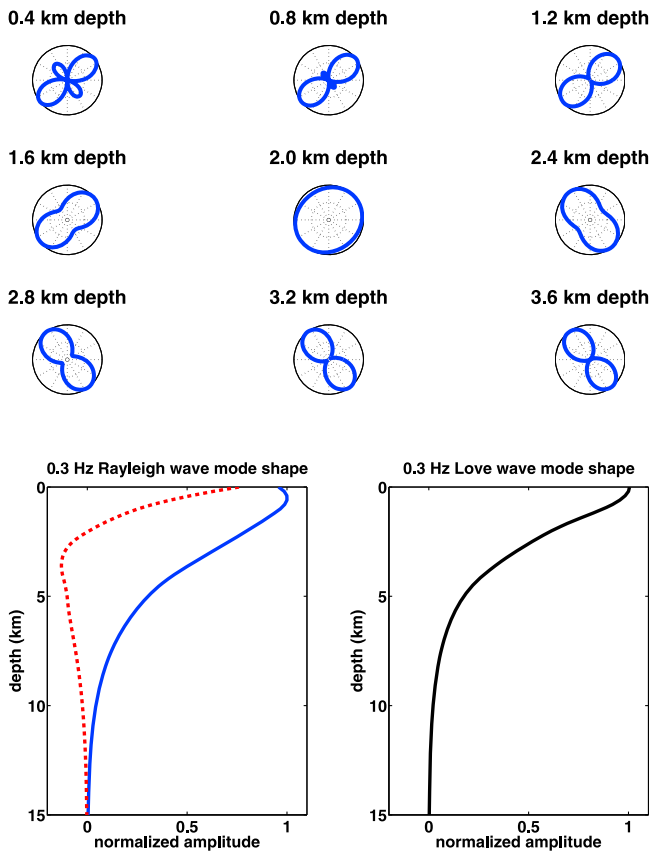 0.4 km depth 0.8 km depth 1.2 km depth
1.6 km depth 2.0 km depth 2.4 km depth
2.8 km depth 3.2 km depth 3.6 km depth
0.3 Hz Rayleigh wave mode shape
0
5
10
15
depth (km)
0 0.5 1
normalized amplitude
0.3 Hz Love wave mode shape
0
5
10
15
depth (km)
0 0.5 1
normalized amplitude